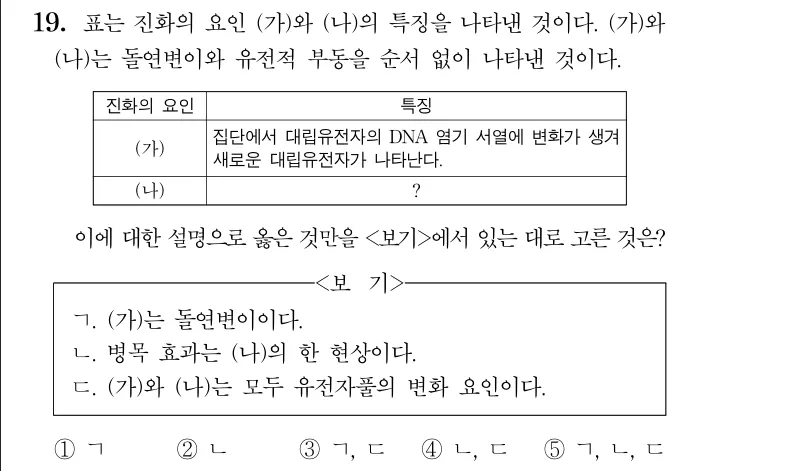 19. 표는 진화의 요인 (가)와 (나)의 특징을 나타낸 것이다. (가)와
(나)는 돌연변이와 유전적 부동을 순서 없이 나타낸 것이다.
진화의 요인 특징
(가) 집단에서 대립유전자의 DNA 염기 서열에 변화가 생겨
새로운 대립유전자가 나타난다.
(나) ?
이에 대한 설명으로 옳은 것만을 <보기>에서 있는 대로 고른 것은?
<보 기>
ㄱ. (가)는 돌연변이이다.
ㄴ. 병목 효과는 (나)의 한 현상이다.
ㄷ. (가)와 (나)는 모두 유전자풀의 변화 요인이다.
① ㄱ ② ㄴ ③ ㄱ, ㄷ ④ ㄴ, ㄷ ⑤ ㄱ, ㄴ, ㄷ